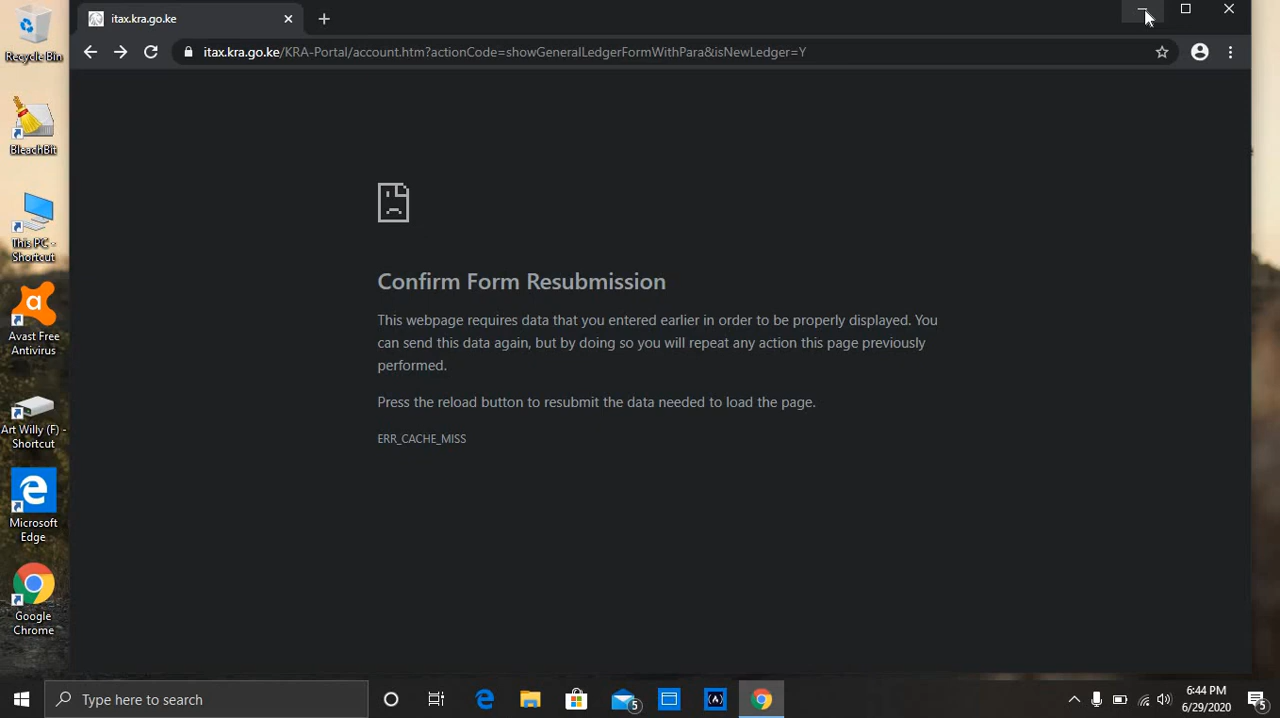 itax.kra.go.ke
itax.kra.go.ke/KRA-Portal/account.htm?actionCode=showGeneralLedgerFormWithPara&isNewLedger=Y
Recycle Bin
BleachBit
This PC -
Shortcut
Avast Free
Antivirus
Art Willy (F) -
Shortcut
Microsoft
Edge
Google
Chrome
Confirm Form Resubmission
This webpage requires data that you entered earlier in order to be properly displayed. You
can send this data again, but by doing so you will repeat any action this page previously
performed.
Press the reload button to resubmit the data needed to load the page.
ERR_CACHE_MISS
Type here to search
5
(A)
6:44 PM
6/29/2020
5